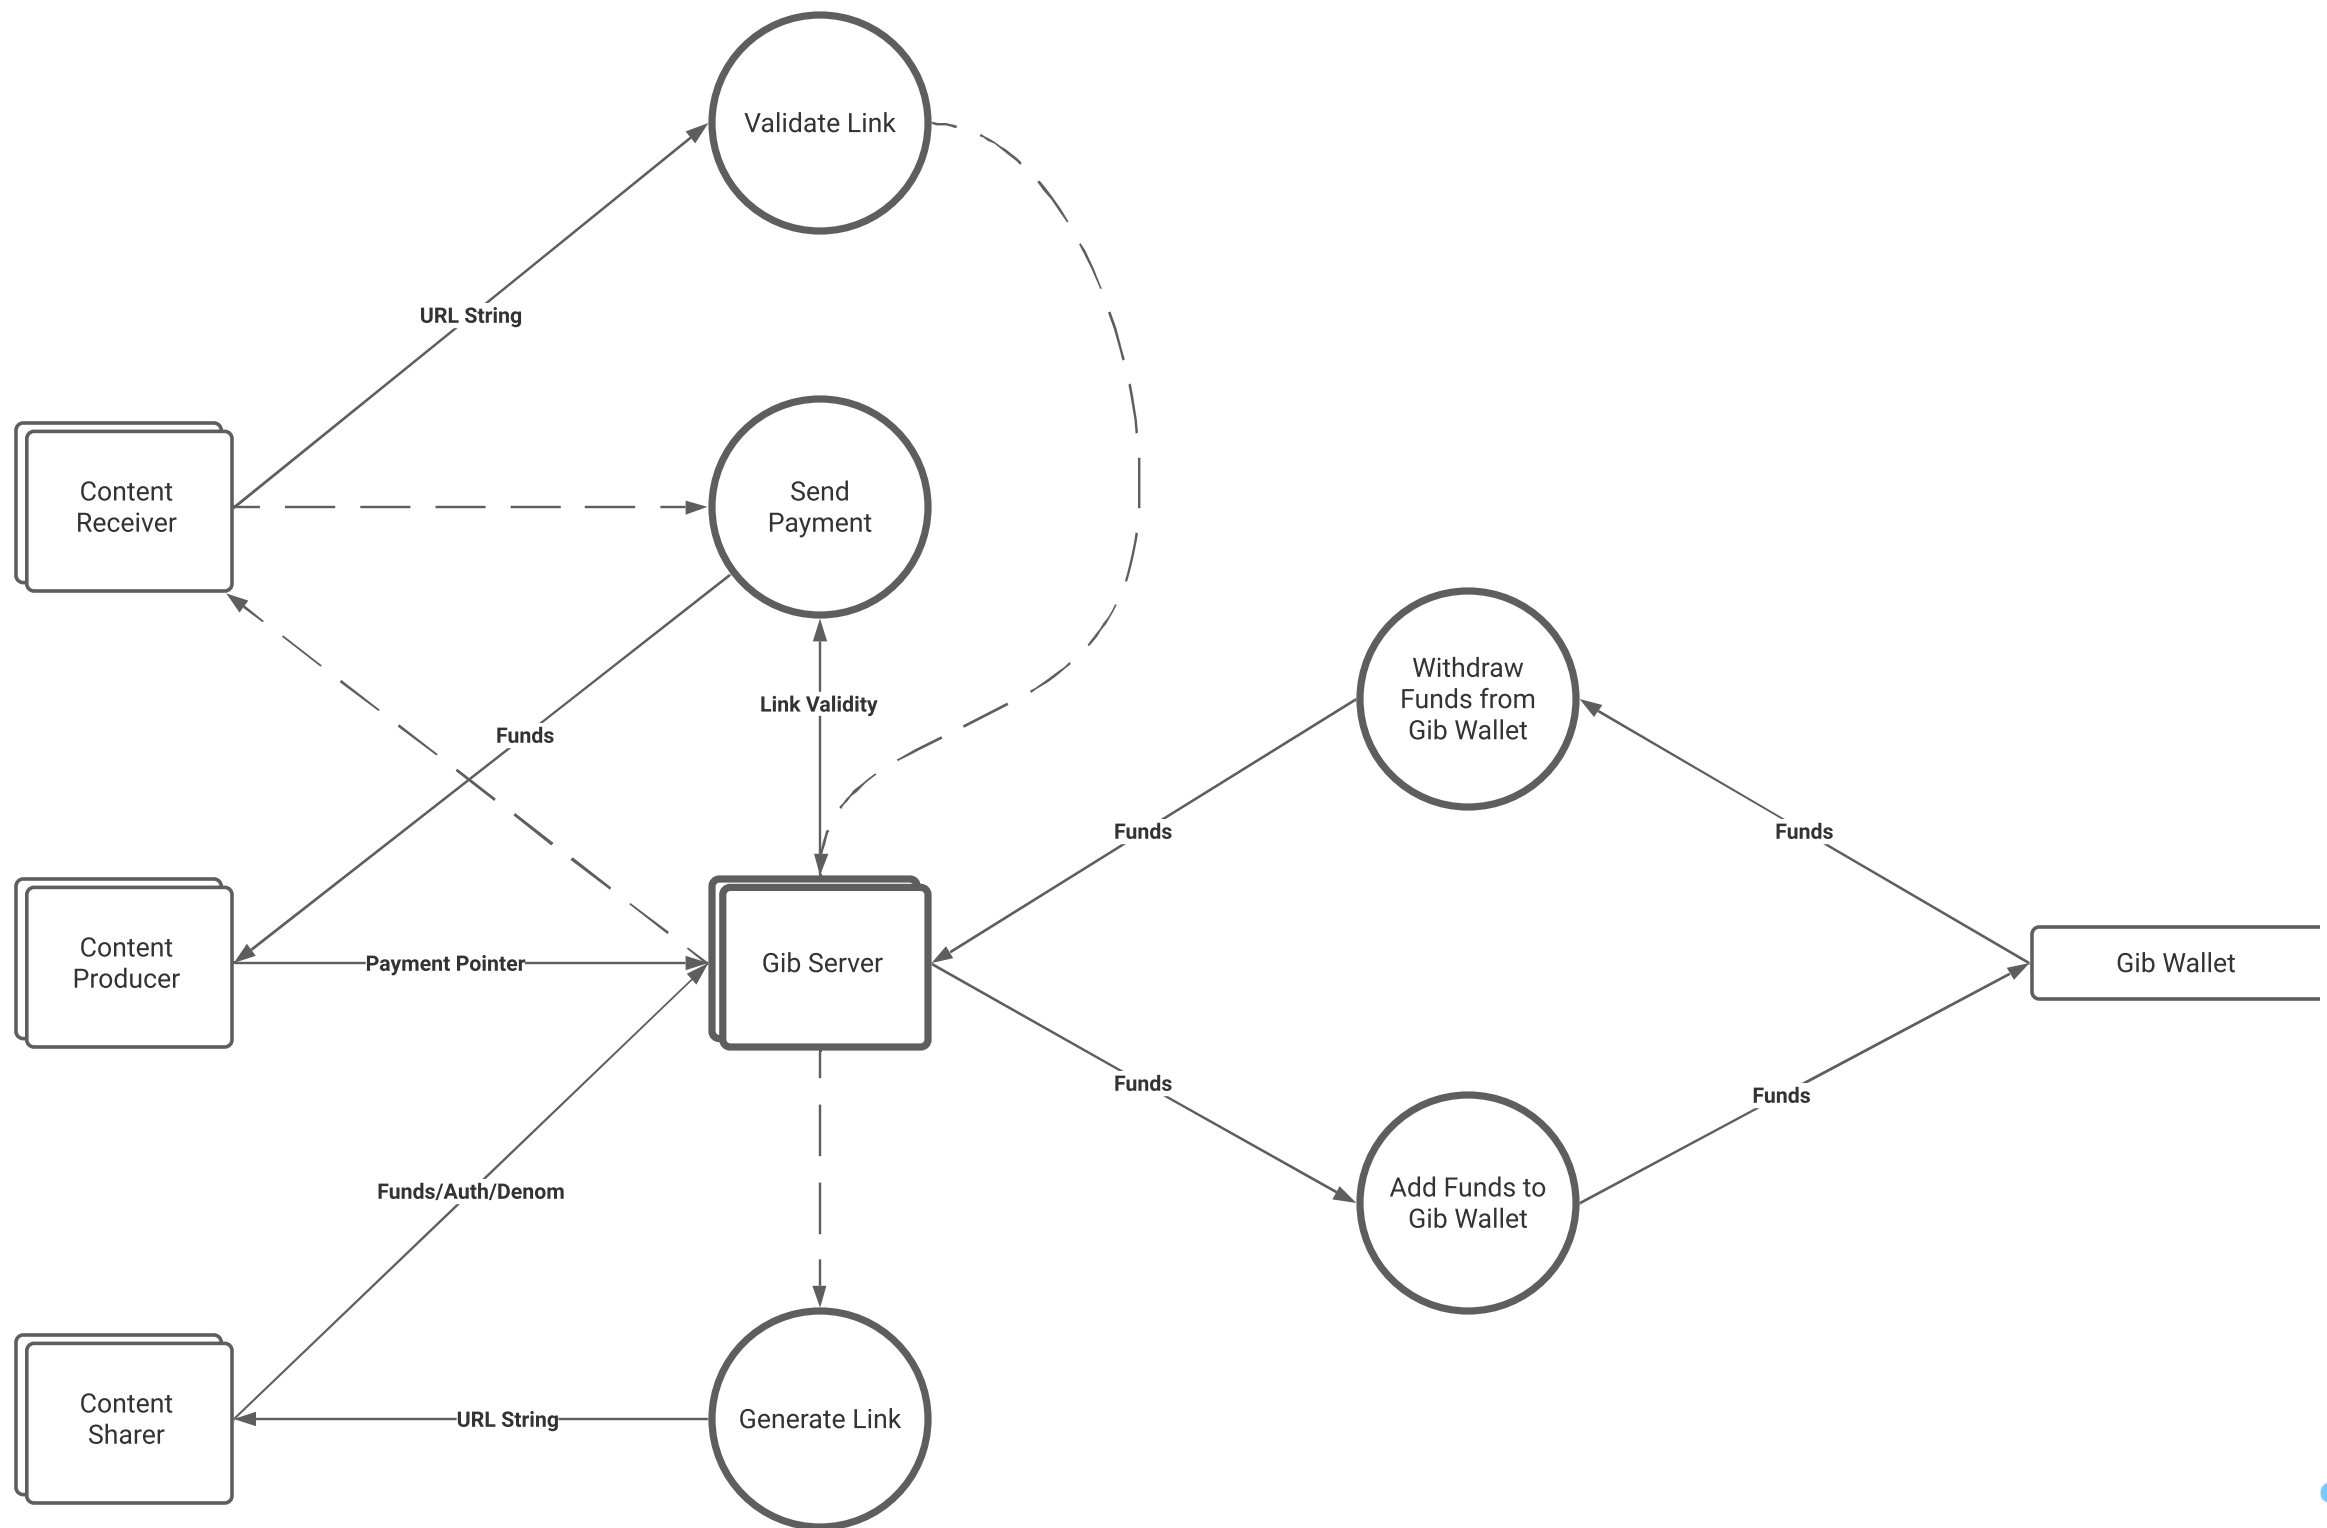 Validate Link
URL String
Content
Receiver
Send
Payment
Link Validity
Funds
Withdraw
Funds from
Gib Wallet
Funds
Funds
Content
Producer
Payment Pointer
Gib Server
Gib Wallet
Funds
Funds
Funds/Auth/Denom
Add Funds to
Gib Wallet
Content
Sharer
URL String
Generate Link